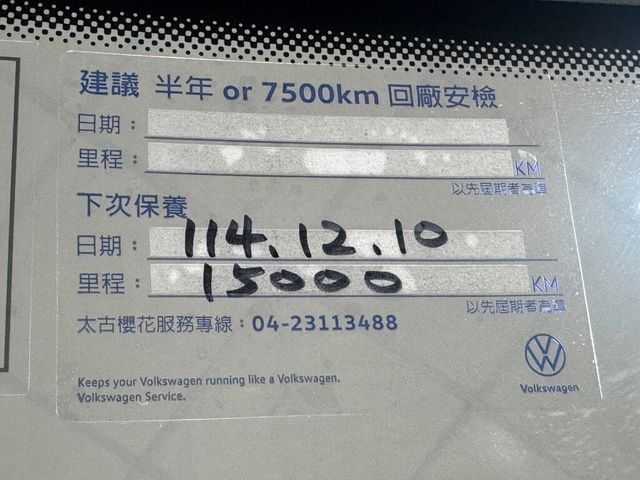 建議 半年 or 7500km 回廠安檢
日期：
里程： KM
以先屆期者為準
下次保養
日期： 114.12.10
里程： 15000 KM
以先屆期者為準
太古櫻花服務專線：04-23113488
Keeps your Volkswagen running like a Volkswagen.
Volkswagen Service.
Volkswagen